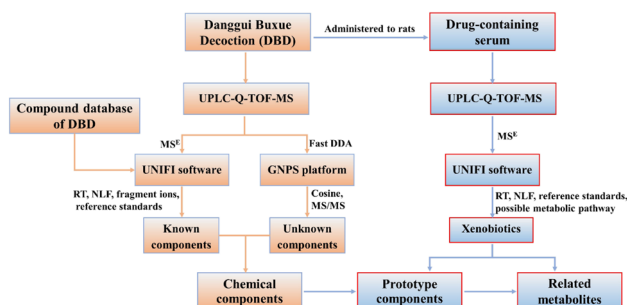 Danggui Buxue
Decoction (DBD)
Administered to rats
Drug-containing
serum
UPLC-Q-TOF-MS
UPLC-Q-TOF-MS
Compound database
of DBD
MSᴱ
Fast DDA
MSᴱ
UNIFI software
GNPS platform
UNIFI software
RT, NLF, fragment ions,
reference standards
Cosine,
MS/MS
RT, NLF, reference standards,
possible metabolic pathway
Known
components
Unknown
components
Xenobiotics
Chemical
components
Prototype
components
Related
metabolites